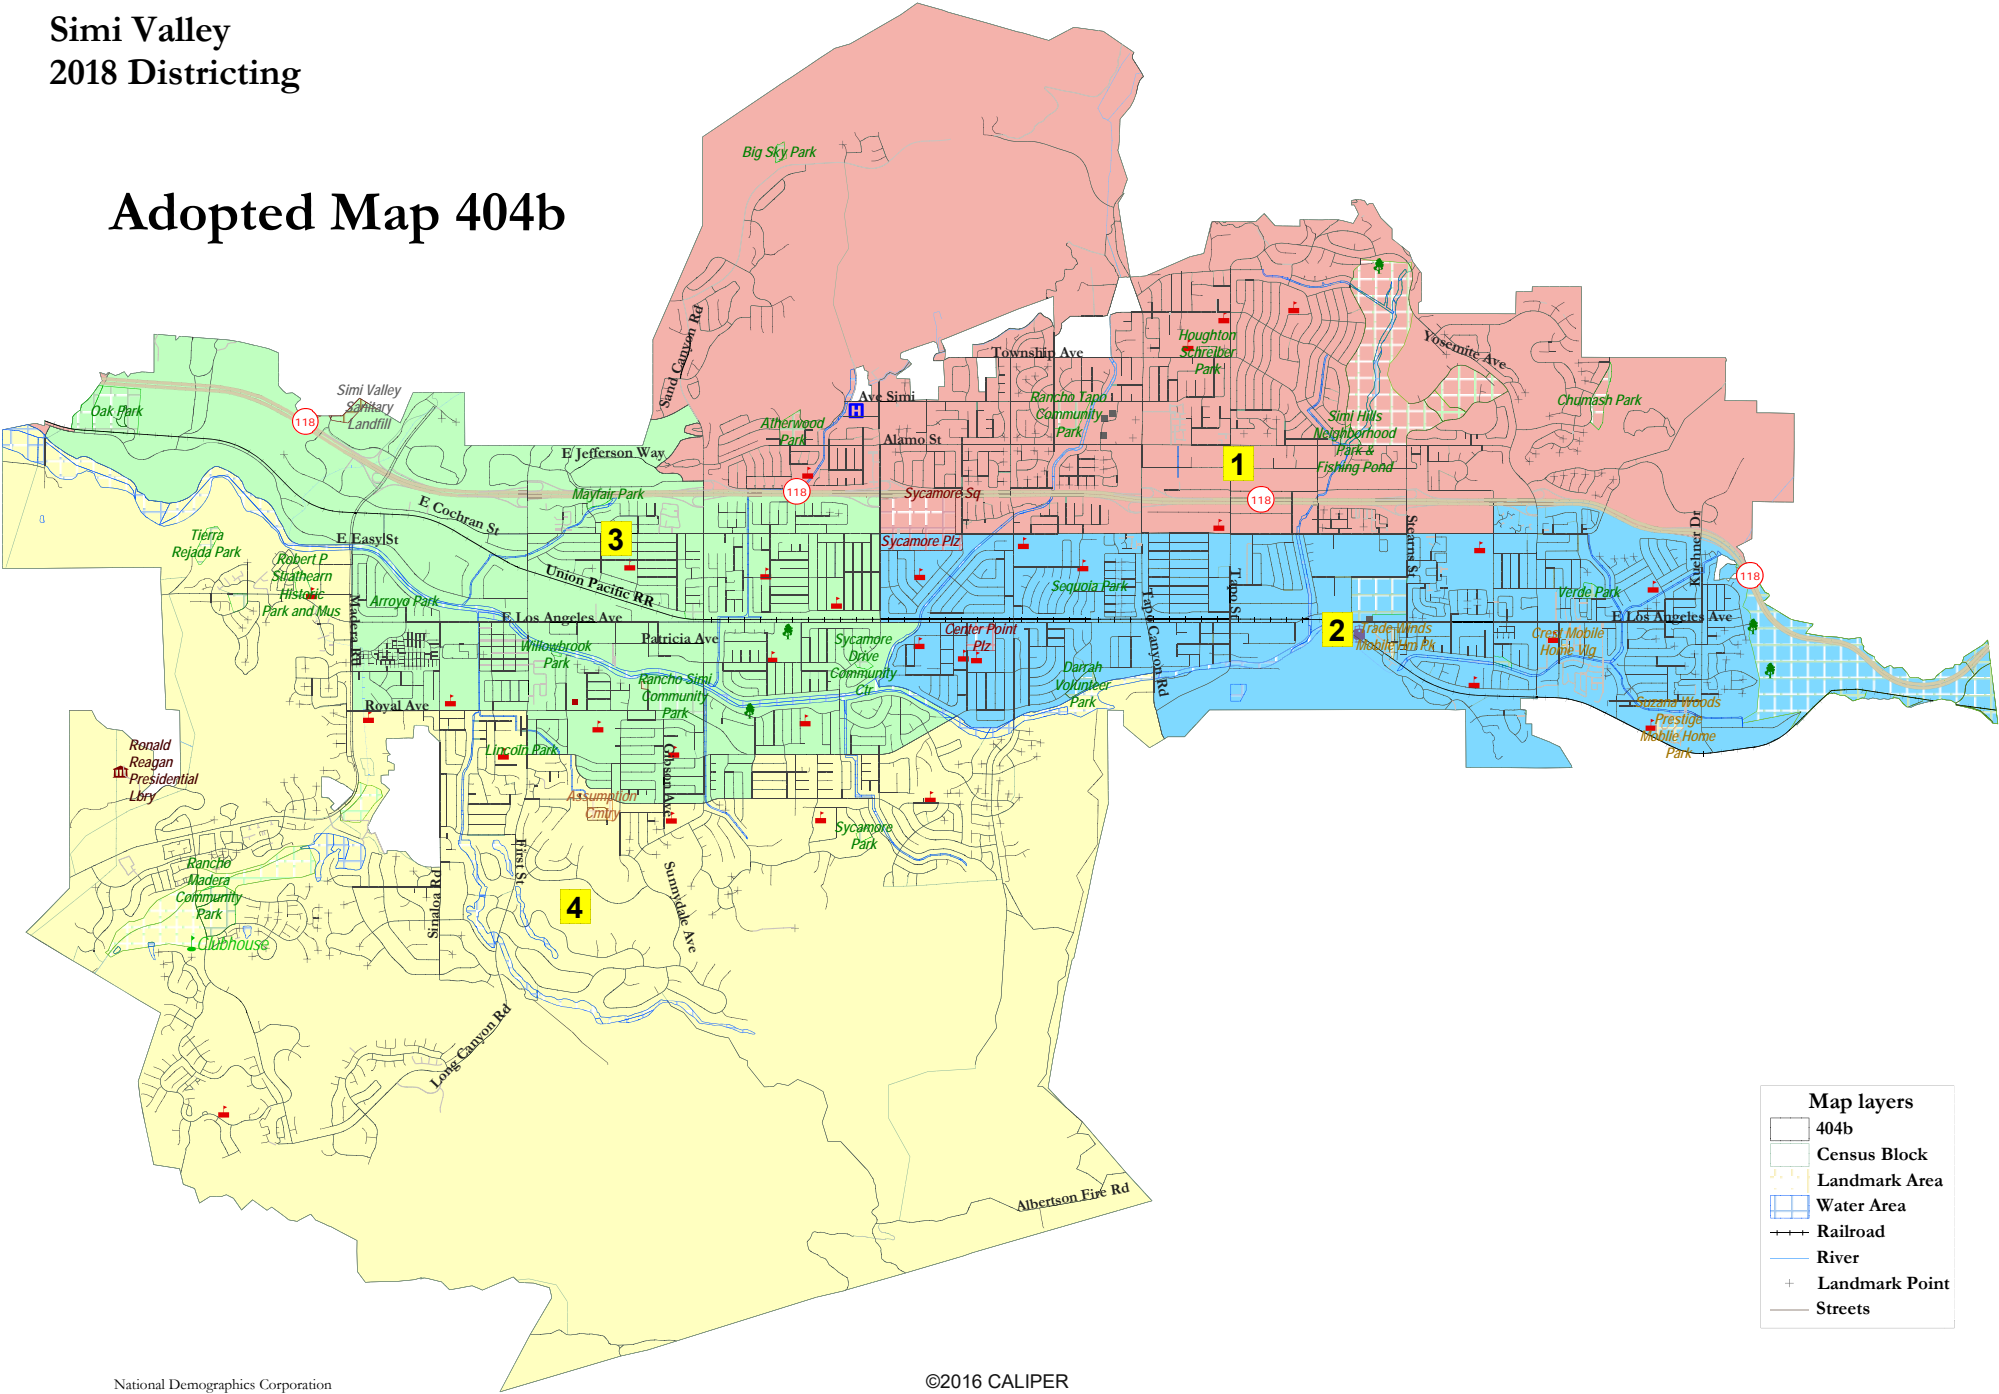 Simi Valley
2018 Districting
Adopted Map 404b
Big Sky Park
Sand Canyon Rd
Houghton
Schreiber
Park
Township Ave
Yosemite Ave
Simi Valley
Sanitary
Landfill
Oak Park
118
Ave Simi
Rancho Tapo
Community
Park
Chumash Park
Atherwood
Park
Alamo St
Simi Hills
Neighborhood
Park &
Fishing Pond
E Jefferson Way
1
Mayfair Park
118
Sycamore Sq
118
E Cochran St
3
Sycamore Plz
Stearns St
Kuehner Dr
Tierra
Rejada Park
E Easy St
Robert P
Strathearn
Historic
Park and Mus
Union Pacific RR
Sequoia Park
Tapo St
118
Verde Park
Arroyo Park
Madera Rd
Tapo Canyon Rd
E Los Angeles Ave
E Los Angeles Ave
Patricia Ave
Center Point
Plz
2
Trade Winds
Mobile Hm Pk
Crest Mobile
Home Vlg
Willowbrook
Park
Sycamore
Drive
Community
Ctr
Rancho Simi
Community
Park
Darrah
Volunteer
Park
Royal Ave
Suzana Woods
Prestige
Mobile Home
Park
Lincoln Park
Gibson Ave
Ronald
Reagan
Presidential
Lbry
Assumption
Cmtry
Sycamore
Park
Rancho
Madera
Community
Park
First St
Sinaloa Rd
Sunnydale Ave
4
Clubhouse
Long Canyon Rd
Albertson Fire Rd
Map layers
404b
Census Block
Landmark Area
Water Area
Railroad
River
Landmark Point
Streets
National Demographics Corporation
©2016 CALIPER
H